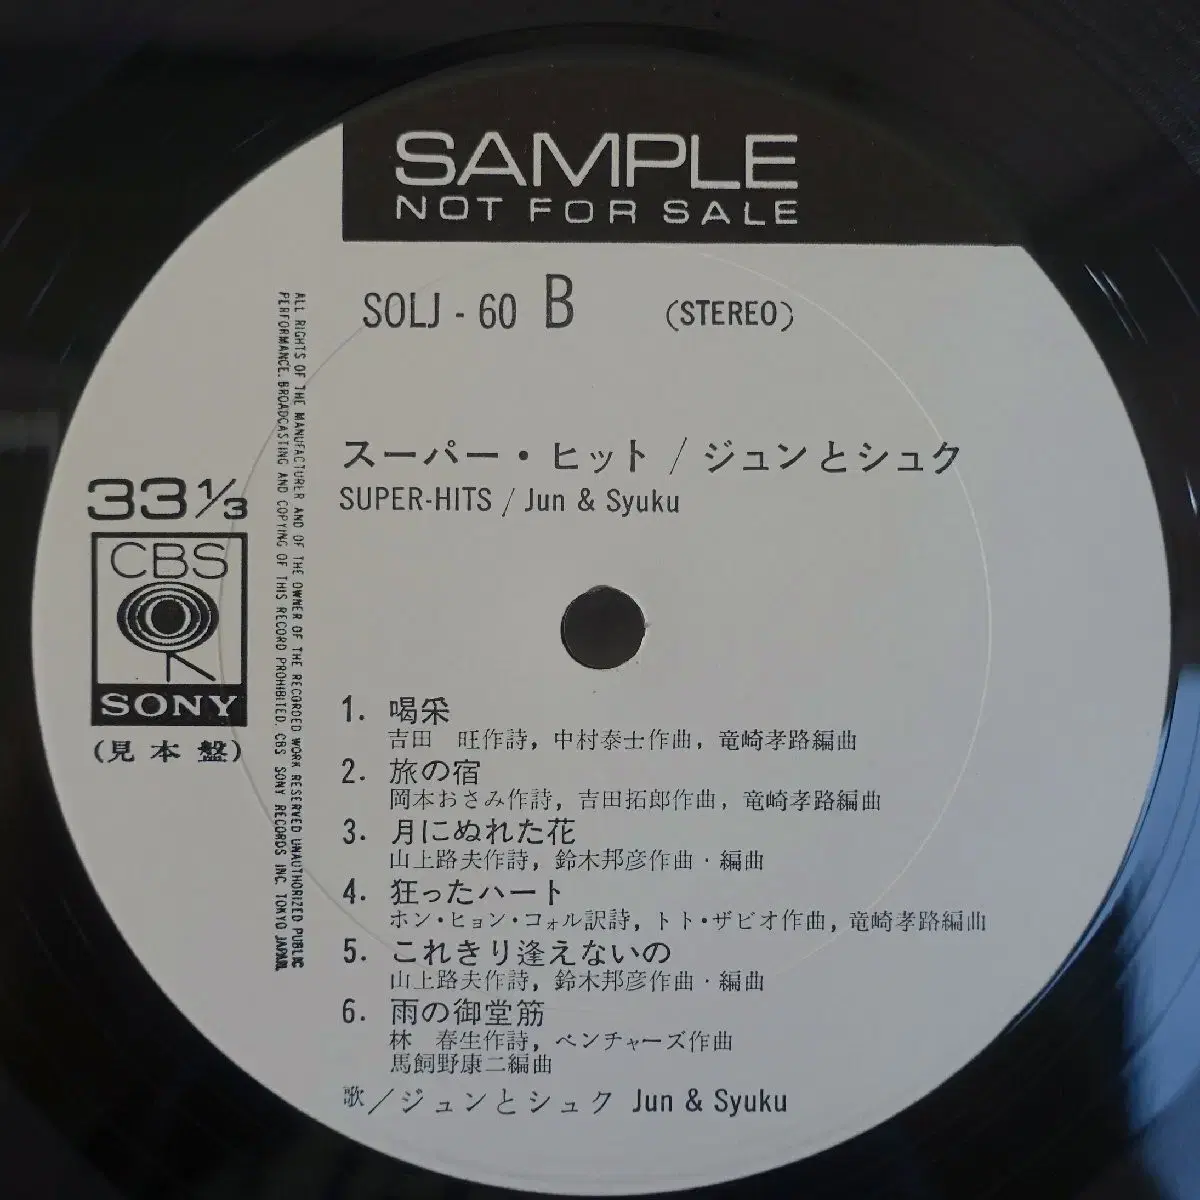 SAMPLE
NOT FOR SALE
SOLJ - 60 B (STEREO)
スーパー・ヒット / ジュンとシュク
SUPER-HITS / Jun & Syuku
33⅓
CBS
SONY
(見本盤)
ALL RIGHTS OF THE MANUFACTURER AND OF THE OWNER OF THE RECORDED WORK RESERVED UNAUTHORIZED PUBLIC
PERFORMANCE. BROADCASTING AND COPYING OF THIS RECORD PROHIBITED. CBS SONY RECORDS INC. TOKYO JAPAN.
1. 喝采
吉田 旺作詩, 中村泰士作曲, 竜崎孝路編曲
2. 旅の宿
岡本おさみ作詩, 吉田拓郎作曲, 竜崎孝路編曲
3. 月にぬれた花
山上路夫作詩, 鈴木邦彦作曲・編曲
4. 狂ったハート
ホン・ヒョン・コォル訳詩, トト・ザビオ作曲, 竜崎孝路編曲
5. これきり逢えないの
山上路夫作詩, 鈴木邦彦作曲・編曲
6. 雨の御堂筋
林 春生作詩, ベンチャーズ作曲
馬飼野康二編曲
歌/ジュンとシュク Jun & Syuku